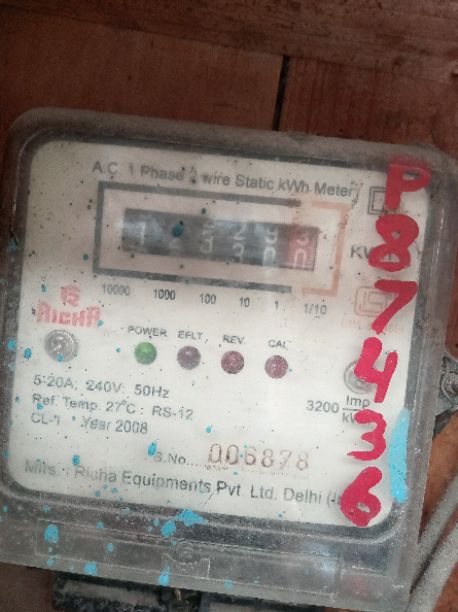 A.C. 1 Phase 2 wire Static kWh Meter
10000 1000 100 10 1 1/10
RICHA
POWER EFLT REV. CAL
5-20A; 240V; 50Hz
Ref. Temp. 27°C; RS-12
3200 Imp
CL-1 Year 2008
S.No. 006878
Mfrs. : Richa Equipments Pvt. Ltd. Delhi
P
8
7
4
3
6